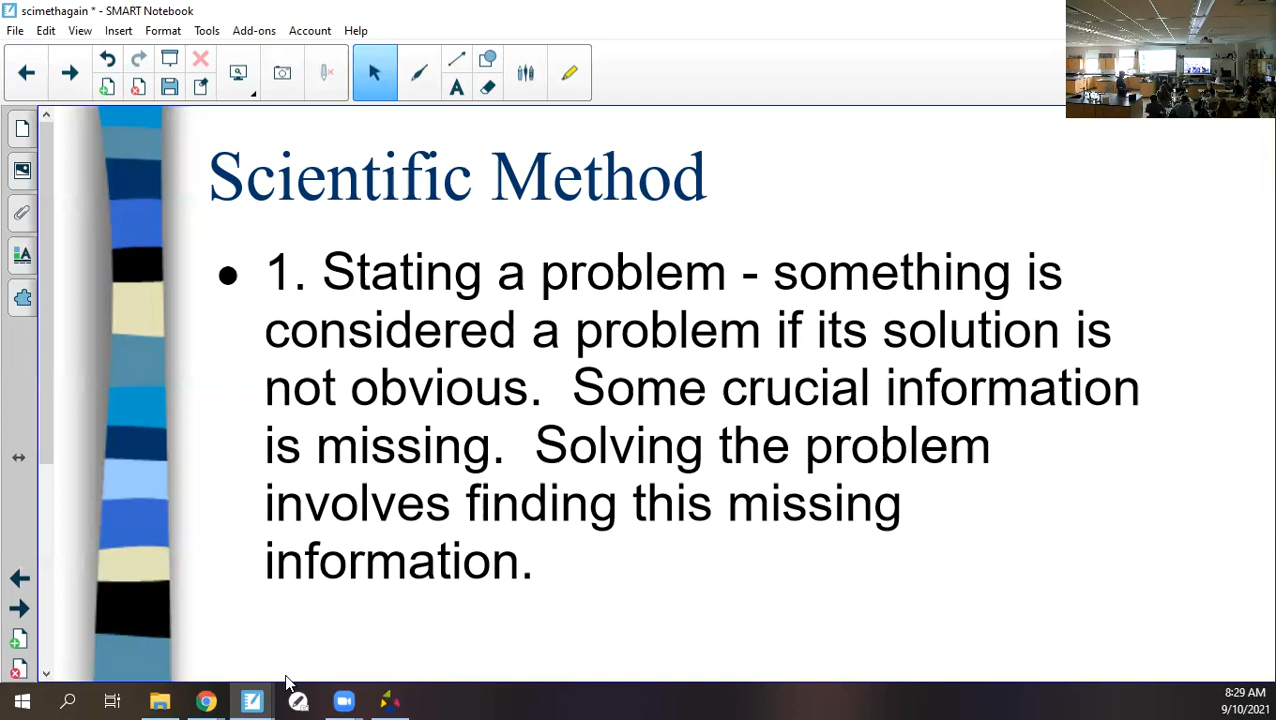 scimethagain * - SMART Notebook
File Edit View Insert Format Tools Add-ons Account Help
Scientific Method
• 1. Stating a problem - something is
considered a problem if its solution is
not obvious.  Some crucial information
is missing.  Solving the problem
involves finding this missing
information.
8:29 AM
9/10/2021